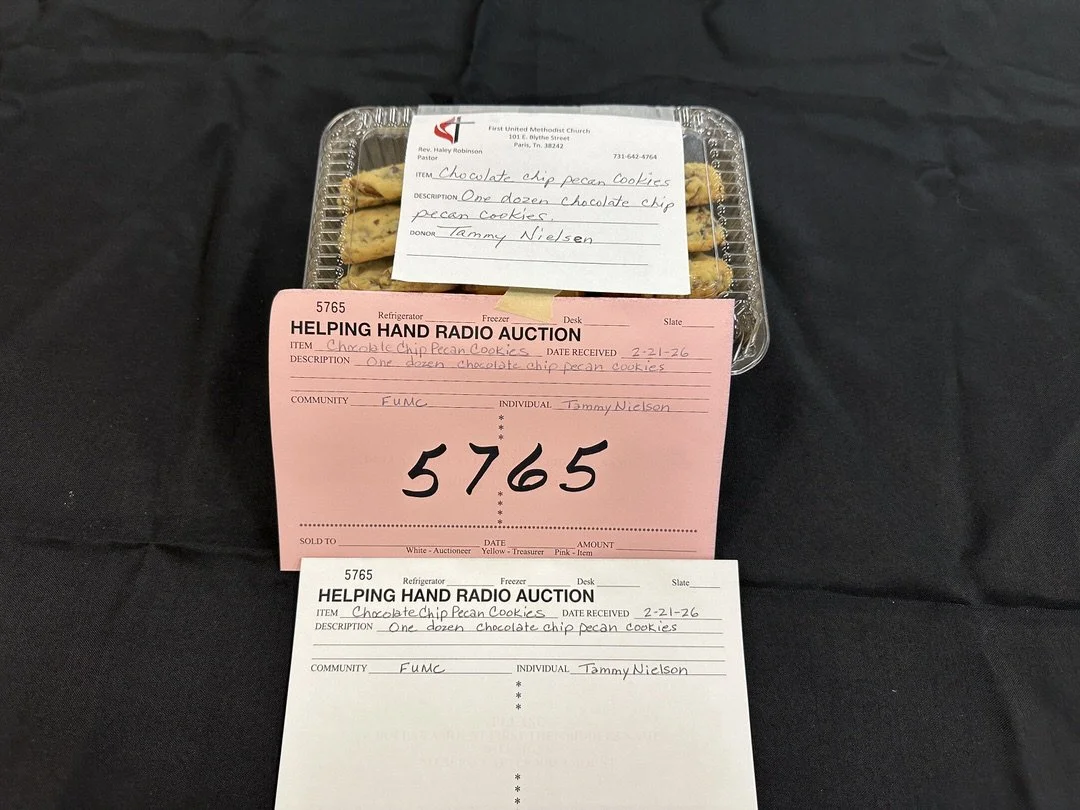 First United Methodist Church
101 E. Blythe Street
Paris, Tn. 38242
Rev. Haley Robinson
Pastor
731-642-4764
ITEM Chocolate chip pecan Cookies
DESCRIPTION One dozen chocolate chip
pecan cookies.
DONOR Tammy Nielsen
5765
Refrigerator Freezer Desk Slate
HELPING HAND RADIO AUCTION
ITEM Chocolate Chip Pecan Cookies DATE RECEIVED 2-21-26
DESCRIPTION One dozen chocolate chip pecan cookies
COMMUNITY FUMC INDIVIDUAL Tammy Nielson
*
*
*
5765
*
*
*
SOLD TO DATE AMOUNT
White - Auctioneer Yellow - Treasurer Pink - Item
5765
Refrigerator Freezer Desk Slate
HELPING HAND RADIO AUCTION
ITEM Chocolate Chip Pecan Cookies DATE RECEIVED 2-21-26
DESCRIPTION One dozen chocolate chip pecan cookies
COMMUNITY FUMC INDIVIDUAL Tammy Nielson
*
*
*
*
*
*